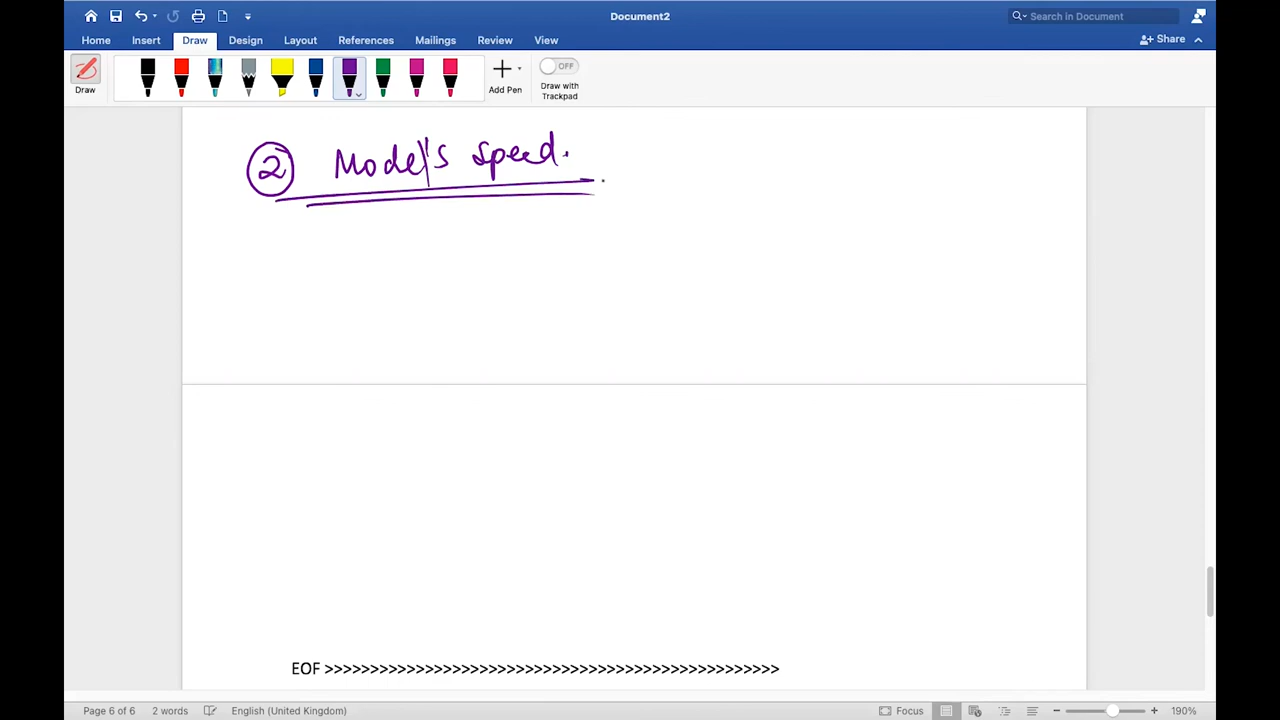 Document2
Search in Document
Home Insert Draw Design Layout References Mailings Review View
Share
Draw
Add Pen
OFF
Draw with
Trackpad
② Model's speed.
EOF >>>>>>>>>>>>>>>>>>>>>>>>>>>>>>>>>>>>>>>>>>>>>>>>>>
Page 6 of 6 2 words English (United Kingdom) Focus 190%